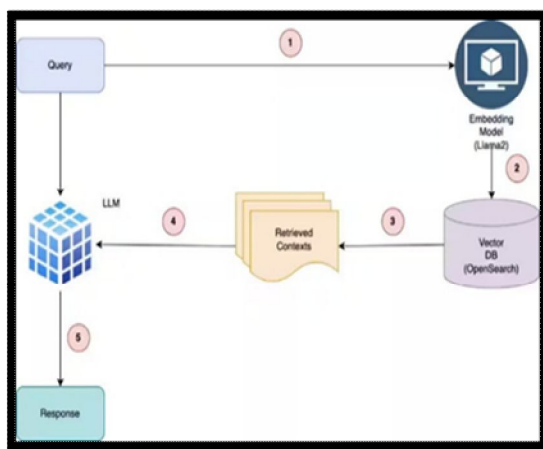 1
Query
Embedding
Model
(Llama2)
2
LLM
4
Retrieved
Contexts
3
Vector
DB
(OpenSearch)
5
Response